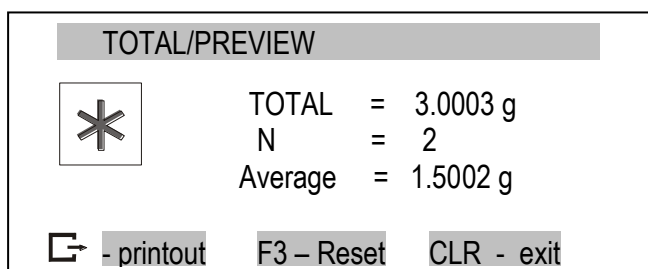 TOTAL/PREVIEW
TOTAL = 3.0003 g
N = 2
Average = 1.5002 g
- printout F3 – Reset CLR - exit